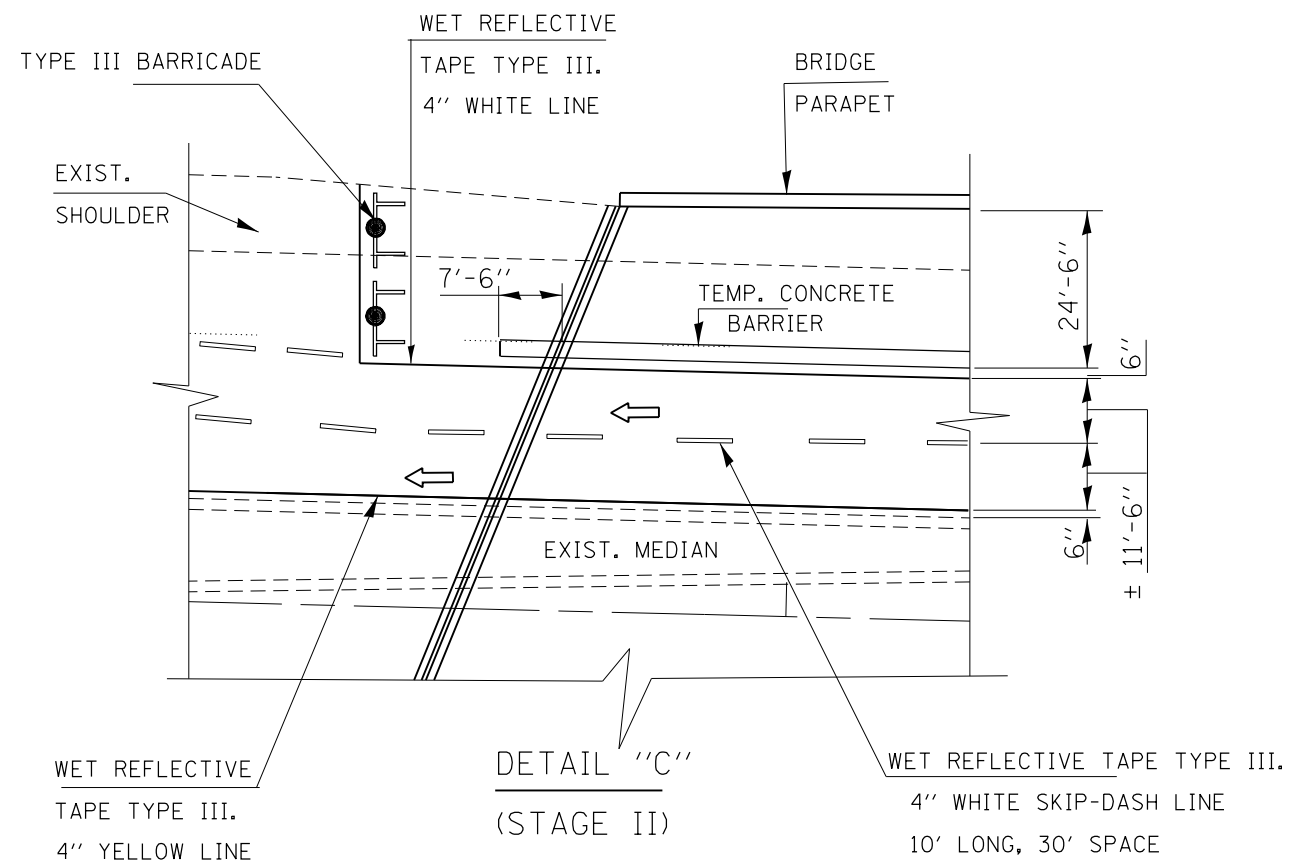 WET REFLECTIVE
TAPE TYPE III.
4'' WHITE LINE
TYPE III BARRICADE
BRIDGE
PARAPET
EXIST.
SHOULDER
7'-6''
TEMP. CONCRETE
BARRIER
24'-6''
6''
EXIST. MEDIAN
6''
± 11'-6''
WET REFLECTIVE
TAPE TYPE III.
4'' YELLOW LINE
DETAIL ''C''
(STAGE II)
WET REFLECTIVE TAPE TYPE III.
4'' WHITE SKIP-DASH LINE
10' LONG, 30' SPACE